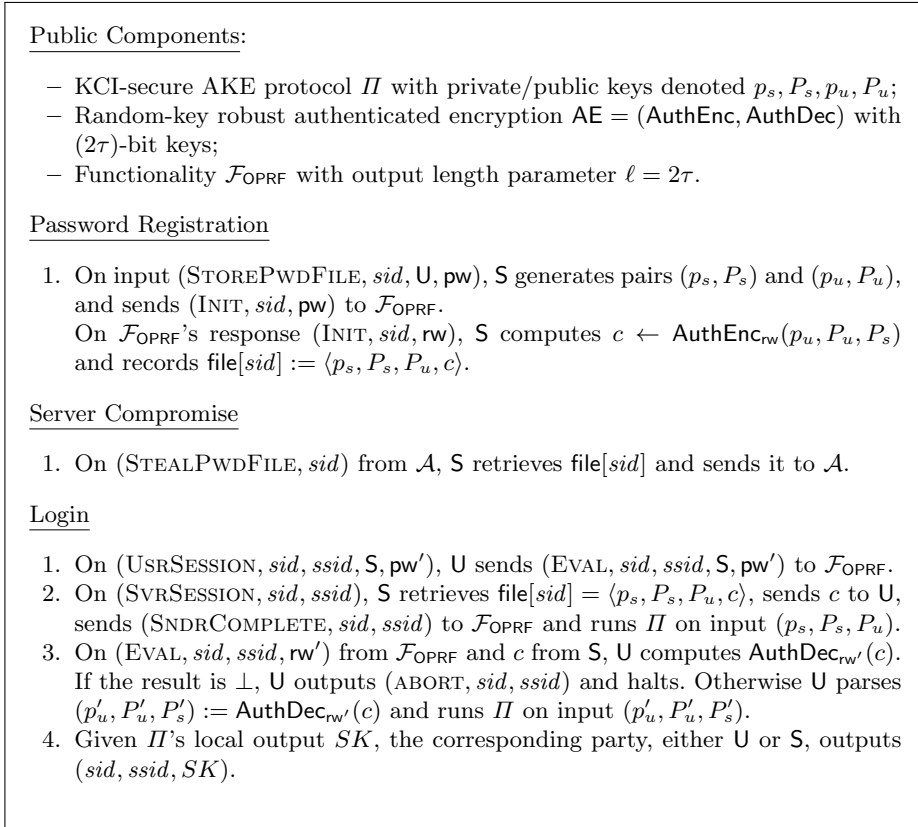 Public Components:
– KCI-secure AKE protocol Π with private/public keys denoted p_s, P_s, p_u, P_u;
– Random-key robust authenticated encryption AE = (AuthEnc, AuthDec) with
(2τ)-bit keys;
– Functionality F_OPRF with output length parameter ℓ = 2τ.
Password Registration
1. On input (STOREPWDFILE, sid, U, pw), S generates pairs (p_s, P_s) and (p_u, P_u),
and sends (INIT, sid, pw) to F_OPRF.
On F_OPRF's response (INIT, sid, rw), S computes c ← AuthEnc_rw(p_u, P_u, P_s)
and records file[sid] := ⟨p_s, P_s, P_u, c⟩.
Server Compromise
1. On (STEALPWDFILE, sid) from A, S retrieves file[sid] and sends it to A.
Login
1. On (USRSESSION, sid, ssid, S, pw′), U sends (EVAL, sid, ssid, S, pw′) to F_OPRF.
2. On (SVRSESSION, sid, ssid), S retrieves file[sid] = ⟨p_s, P_s, P_u, c⟩, sends c to U,
sends (SNDRCOMPLETE, sid, ssid) to F_OPRF and runs Π on input (p_s, P_s, P_u).
3. On (EVAL, sid, ssid, rw′) from F_OPRF and c from S, U computes AuthDec_rw′(c).
If the result is ⊥, U outputs (ABORT, sid, ssid) and halts. Otherwise U parses
(p′_u, P′_u, P′_s) := AuthDec_rw′(c) and runs Π on input (p′_u, P′_u, P′_s).
4. Given Π's local output SK, the corresponding party, either U or S, outputs
(sid, ssid, SK).